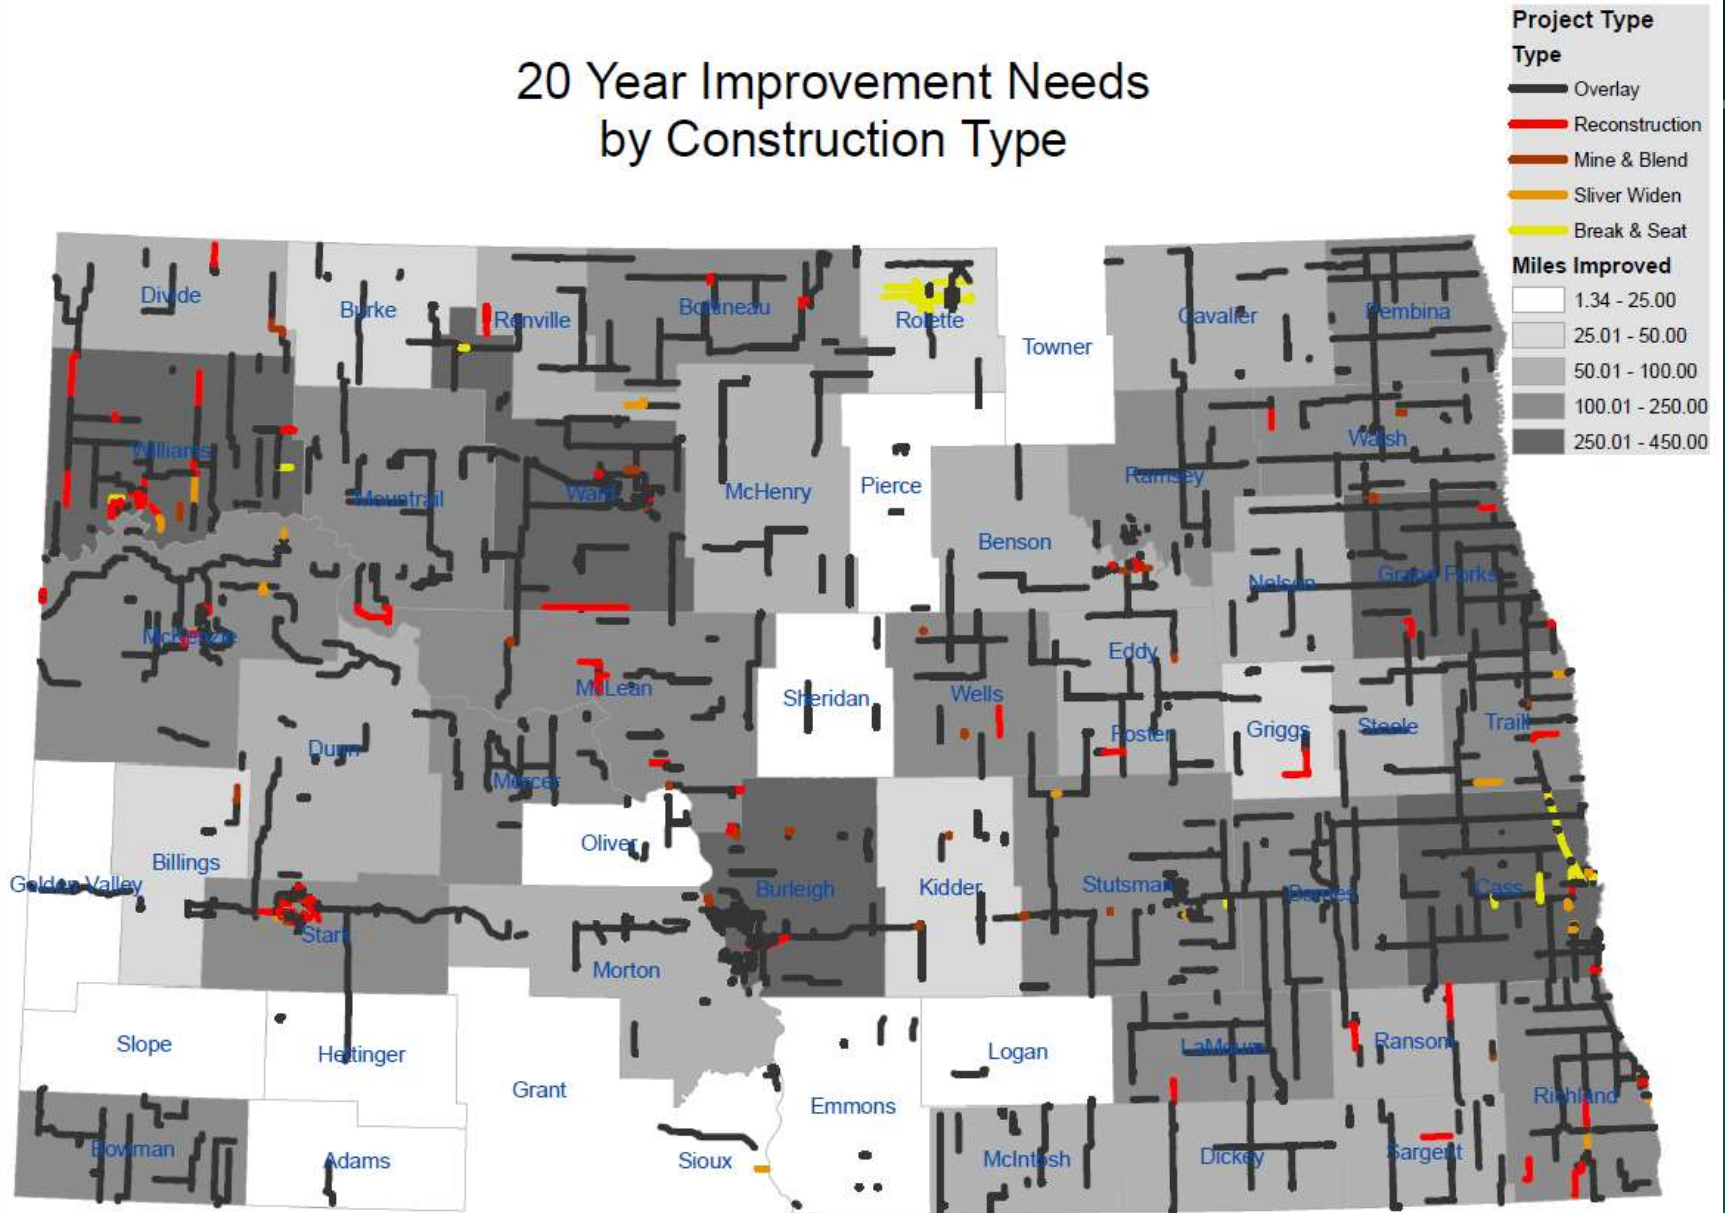 20 Year Improvement Needs
by Construction Type
Project Type
Type
Overlay
Reconstruction
Mine & Blend
Sliver Widen
Break & Seat
Miles Improved
1.34 - 25.00
25.01 - 50.00
50.01 - 100.00
100.01 - 250.00
250.01 - 450.00
Divide
Burke
Renville
Bottineau
Rolette
Towner
Cavalier
Pembina
Williams
Mountrail
Ward
McHenry
Pierce
Benson
Ramsey
Walsh
Nelson
Grand Forks
McKenzie
McLean
Sheridan
Wells
Eddy
Foster
Griggs
Steele
Traill
Dunn
Mercer
Oliver
Golden Valley
Billings
Stark
Morton
Burleigh
Kidder
Stutsman
Barnes
Cass
Slope
Hettinger
Grant
Emmons
Logan
LaMoure
Ransom
Richland
Bowman
Adams
Sioux
McIntosh
Dickey
Sargent